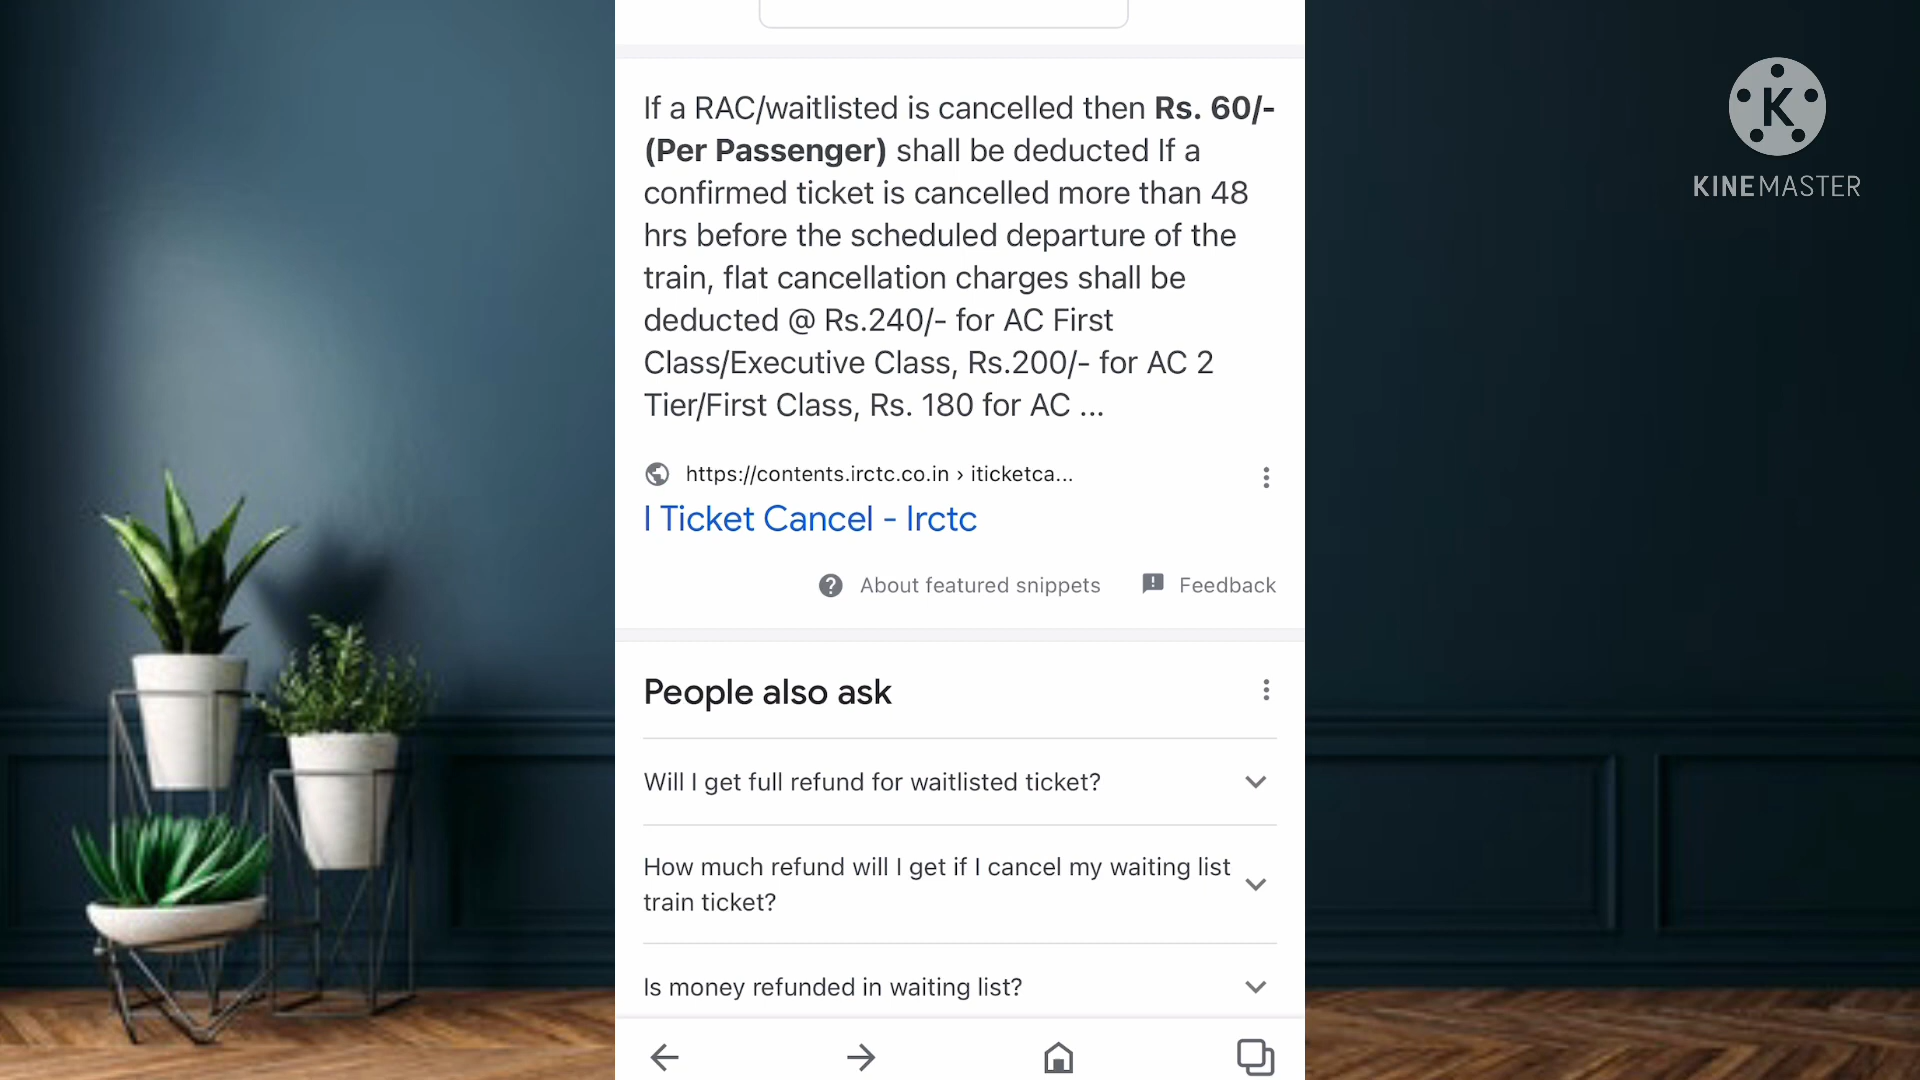 If a RAC/waitlisted is cancelled then Rs. 60/-
(Per Passenger) shall be deducted If a
confirmed ticket is cancelled more than 48
hrs before the scheduled departure of the
train, flat cancellation charges shall be
deducted @ Rs.240/- for AC First
Class/Executive Class, Rs.200/- for AC 2
Tier/First Class, Rs. 180 for AC ...
https://contents.irctc.co.in › iticketca...
I Ticket Cancel - Irctc
About featured snippets Feedback
People also ask
Will I get full refund for waitlisted ticket?
How much refund will I get if I cancel my waiting list
train ticket?
Is money refunded in waiting list?
K
KINEMASTER